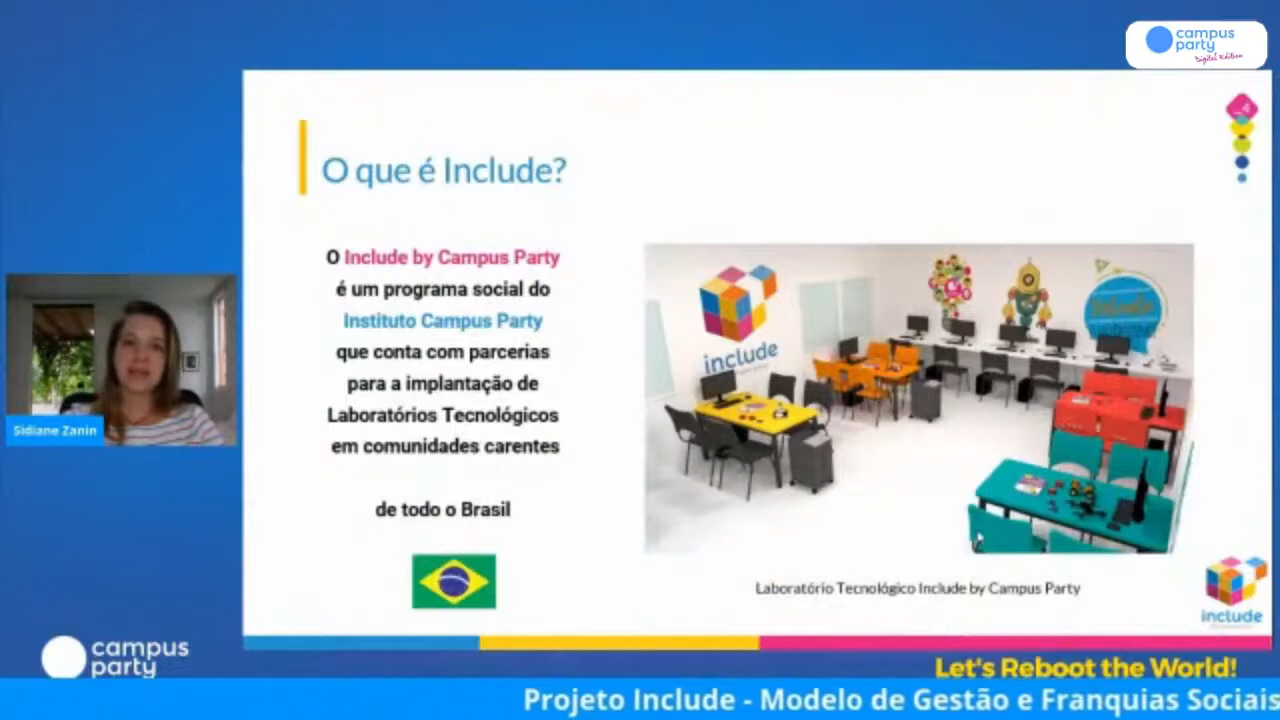 campus
party
Digital Edition
O que é Include?
O Include by Campus Party
é um programa social do
Instituto Campus Party
que conta com parcerias
para a implantação de
Laboratórios Tecnológicos
em comunidades carentes
de todo o Brasil
include
Sidiane Zanin
Laboratório Tecnológico Include by Campus Party
include
campus
party
Let's Reboot the World!
Projeto Include - Modelo de Gestão e Franquias Sociais